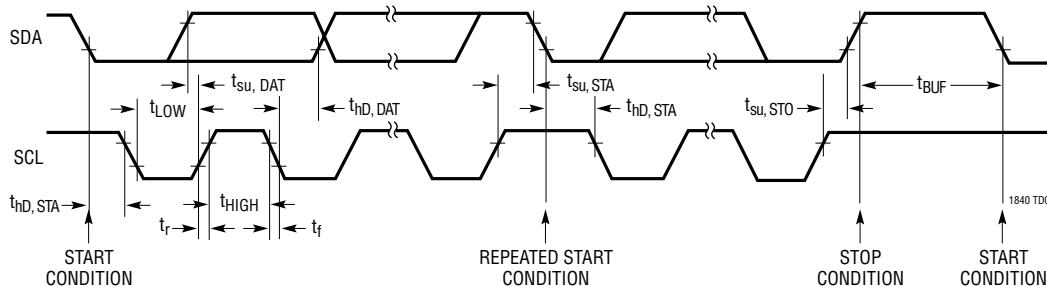 SDA
tsu, DAT
tLOW
thD, DAT
tsu, STA
thD, STA
tsu, STO
tBUF
SCL
thD, STA
tr
tHIGH
tf
1840 TD
START
CONDITION
REPEATED START
CONDITION
STOP
CONDITION
START
CONDITION